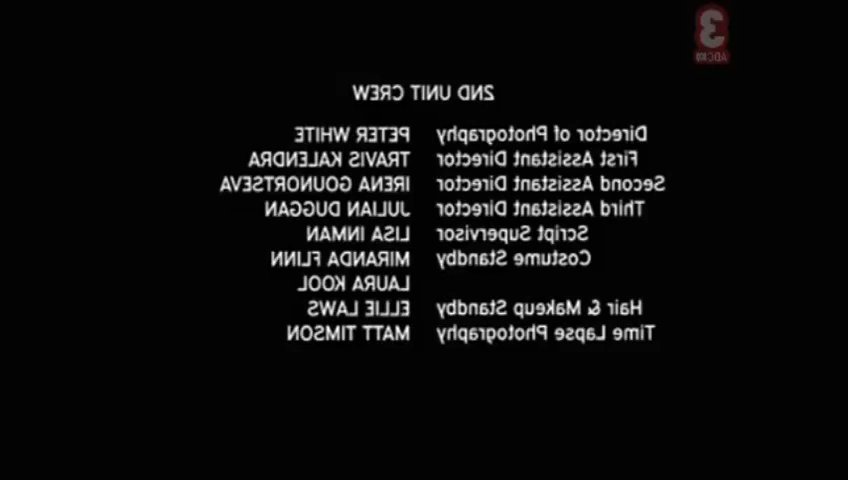 3
ABC
2ND UNIT CREW
Director of Photography PETER WHITE
First Assistant Director TRAVIS KALENDRA
Second Assistant Director IRENA GOUNORTSEVA
Third Assistant Director JULIAN DUGGAN
Script Supervisor LISA INMAN
Costume Standby MIRANDA FLINN
LAURA KOOL
Hair & Makeup Standby ELLIE LAWS
Time Lapse Photography MATT TIMSON